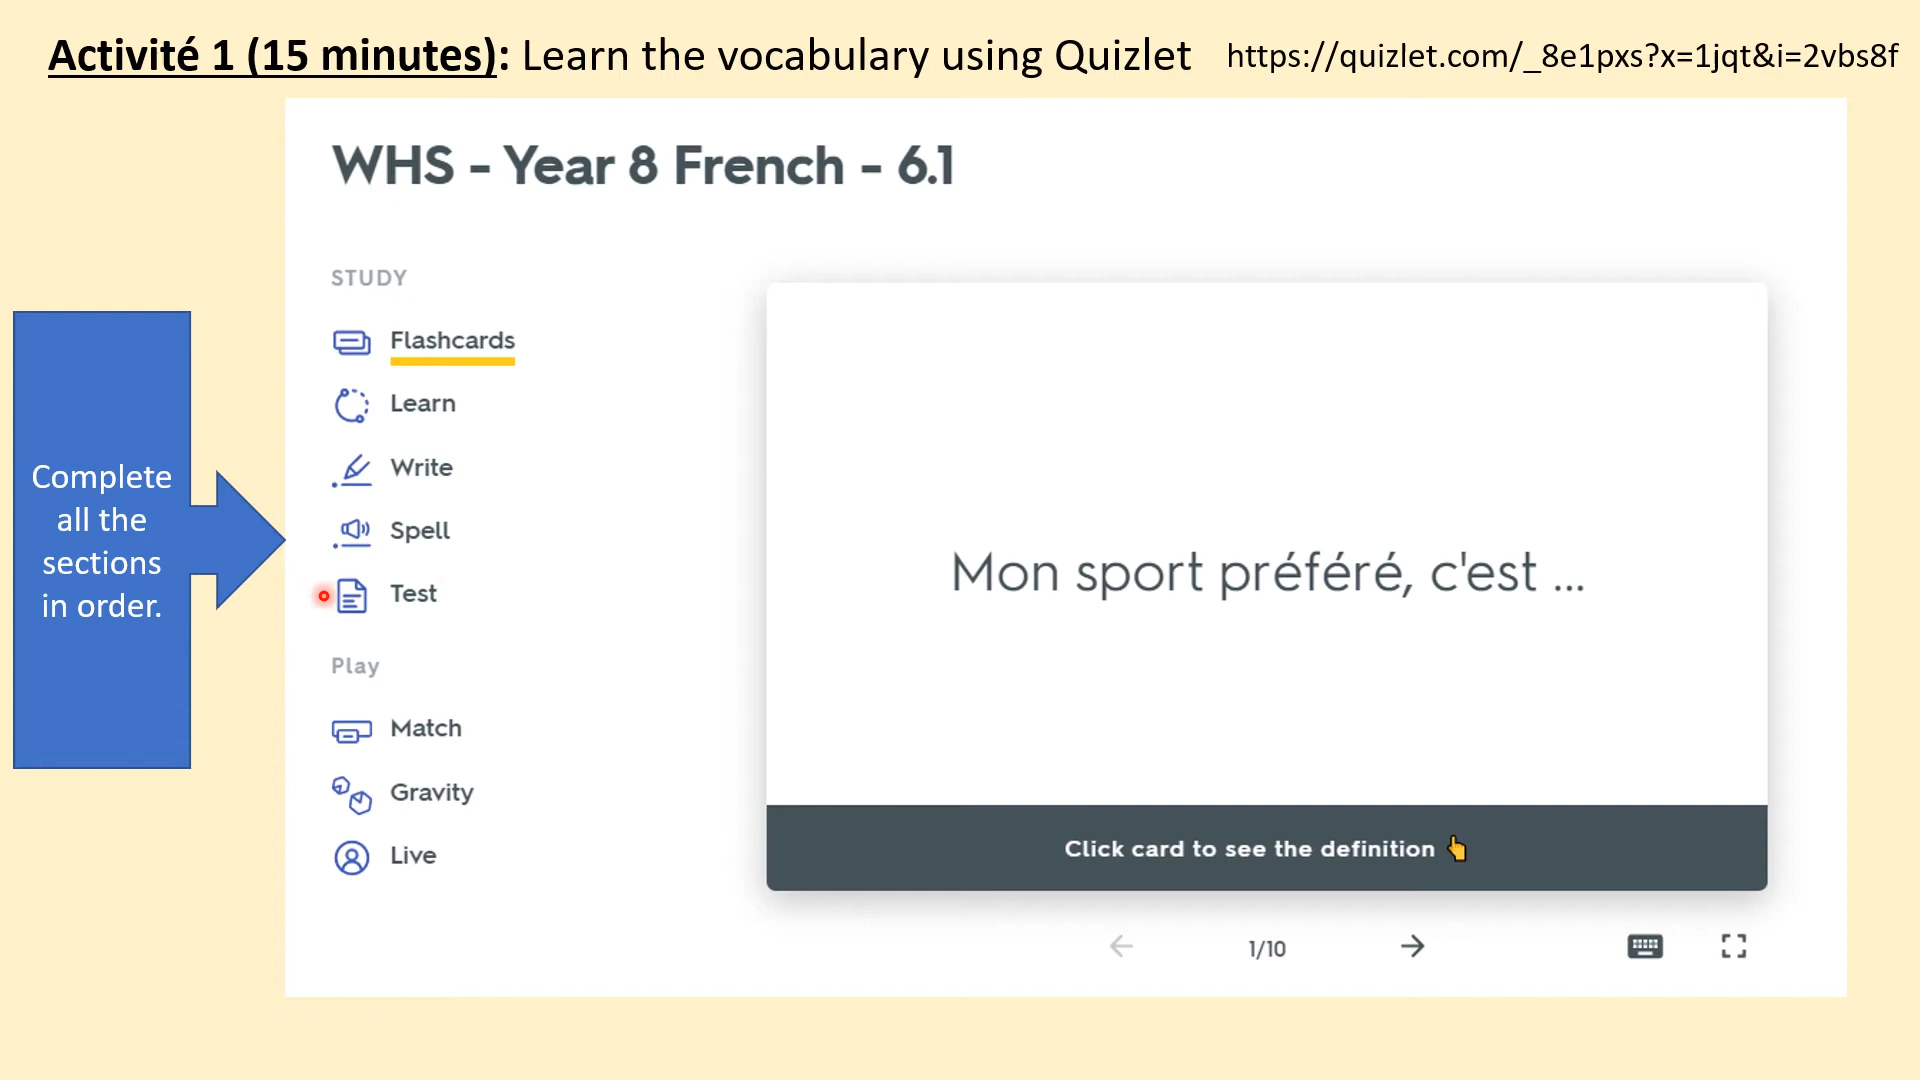 Activité 1 (15 minutes): Learn the vocabulary using Quizlet https://quizlet.com/_8e1pxs?x=1jqt&i=2vbs8f
WHS - Year 8 French - 6.1
Complete
all the
sections
in order.
STUDY
Flashcards
Learn
Write
Spell
Test
Play
Match
Gravity
Live
Mon sport préféré, c'est ...
Click card to see the definition
1/10